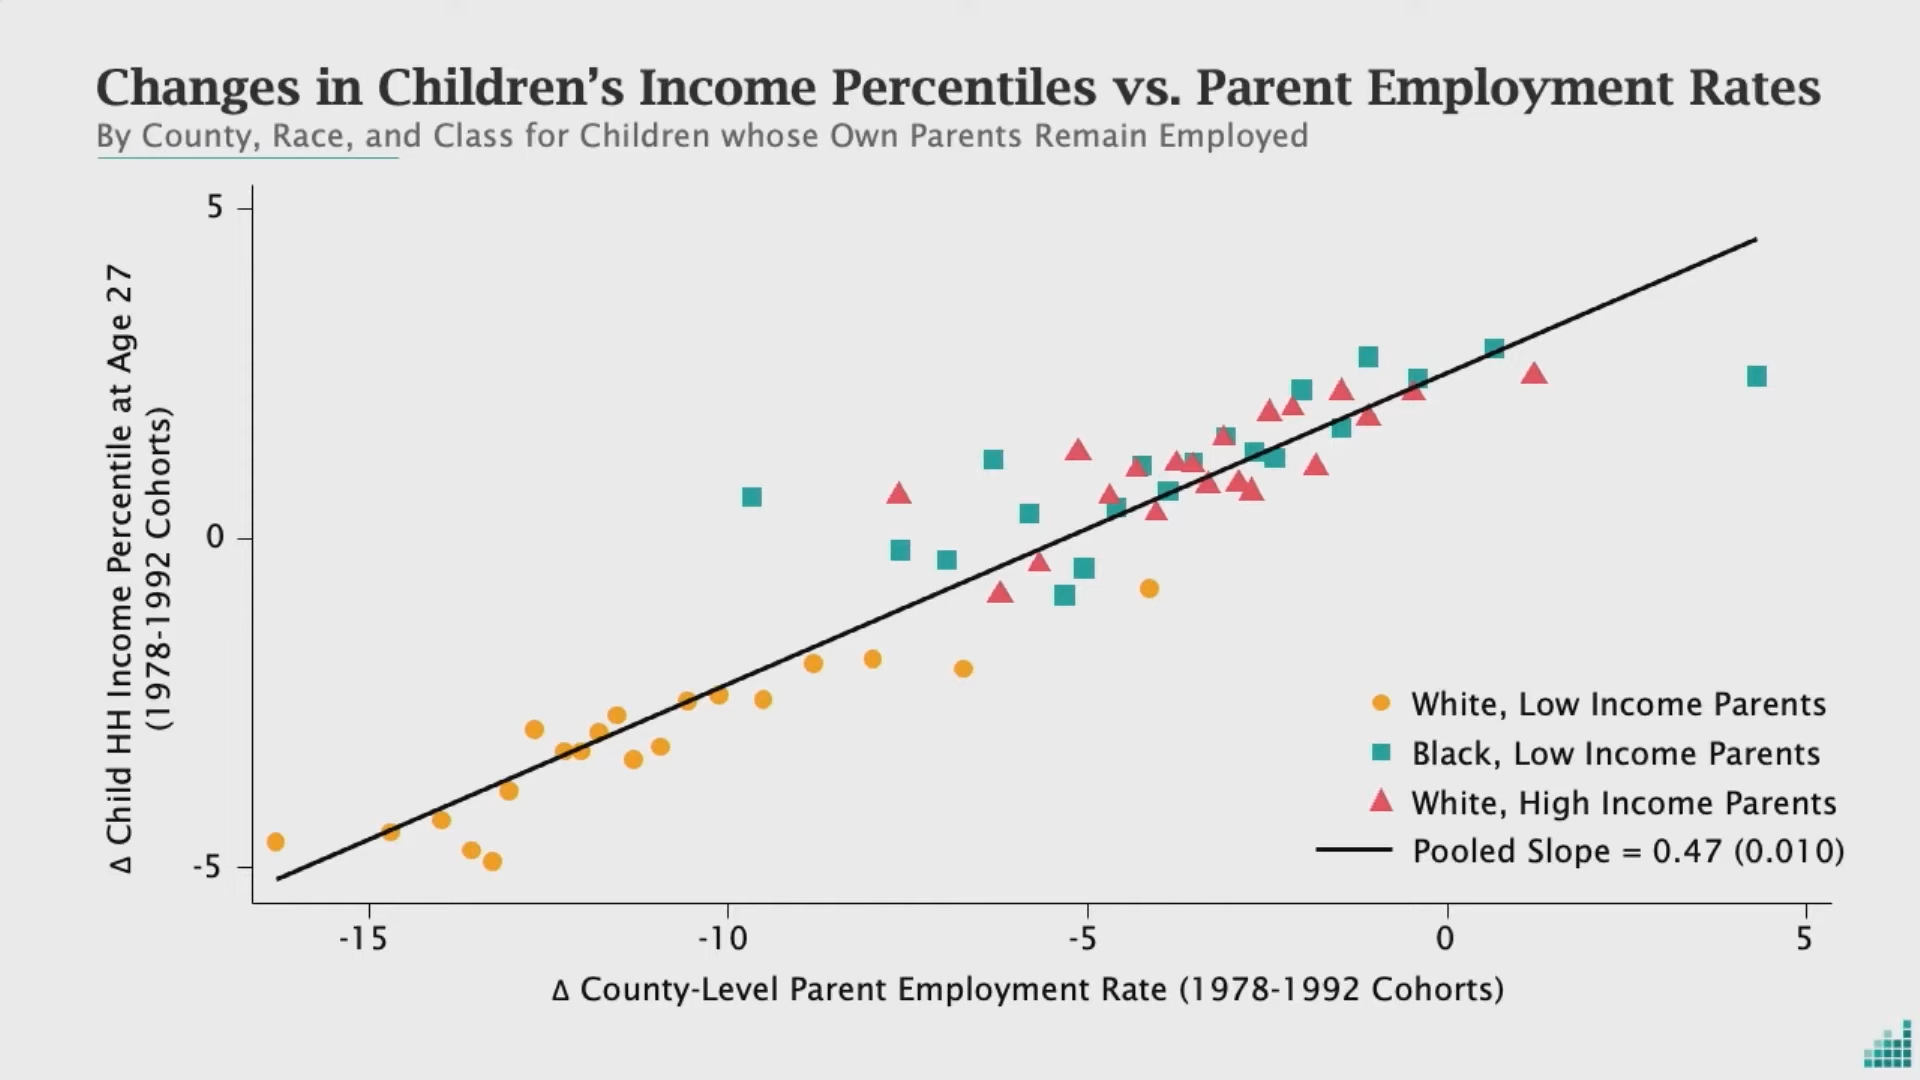 Changes in Children’s Income Percentiles vs. Parent Employment Rates
By County, Race, and Class for Children whose Own Parents Remain Employed
Δ Child HH Income Percentile at Age 27
(1978-1992 Cohorts)
5
0
-5
White, Low Income Parents
Black, Low Income Parents
White, High Income Parents
Pooled Slope = 0.47 (0.010)
-15
-10
-5
0
5
Δ County-Level Parent Employment Rate (1978-1992 Cohorts)